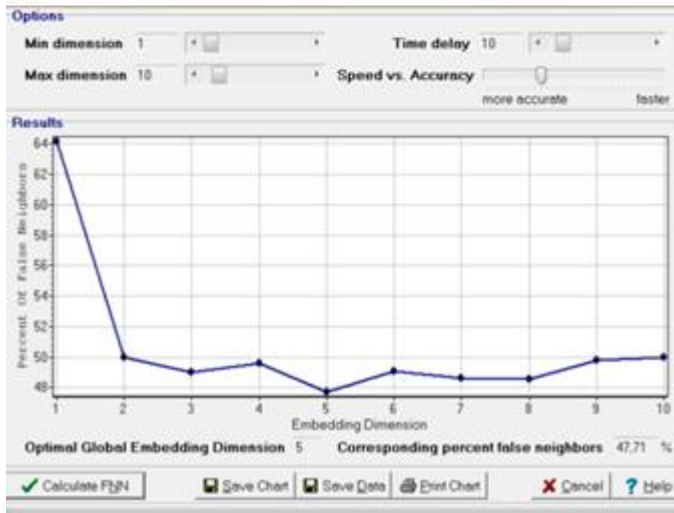 Options
Min dimension 1 Time delay 10
Max dimension 10 Speed vs. Accuracy
more accurate faster
Results
Percent Of False Neighbors
64
62
60
58
56
54
52
50
48
1 2 3 4 5 6 7 8 9 10
Embedding Dimension
Optimal Global Embedding Dimension 5 Corresponding percent false neighbors 47,71 %
Calculate FNN Save Chart Save Data Print Chart Cancel ? Help